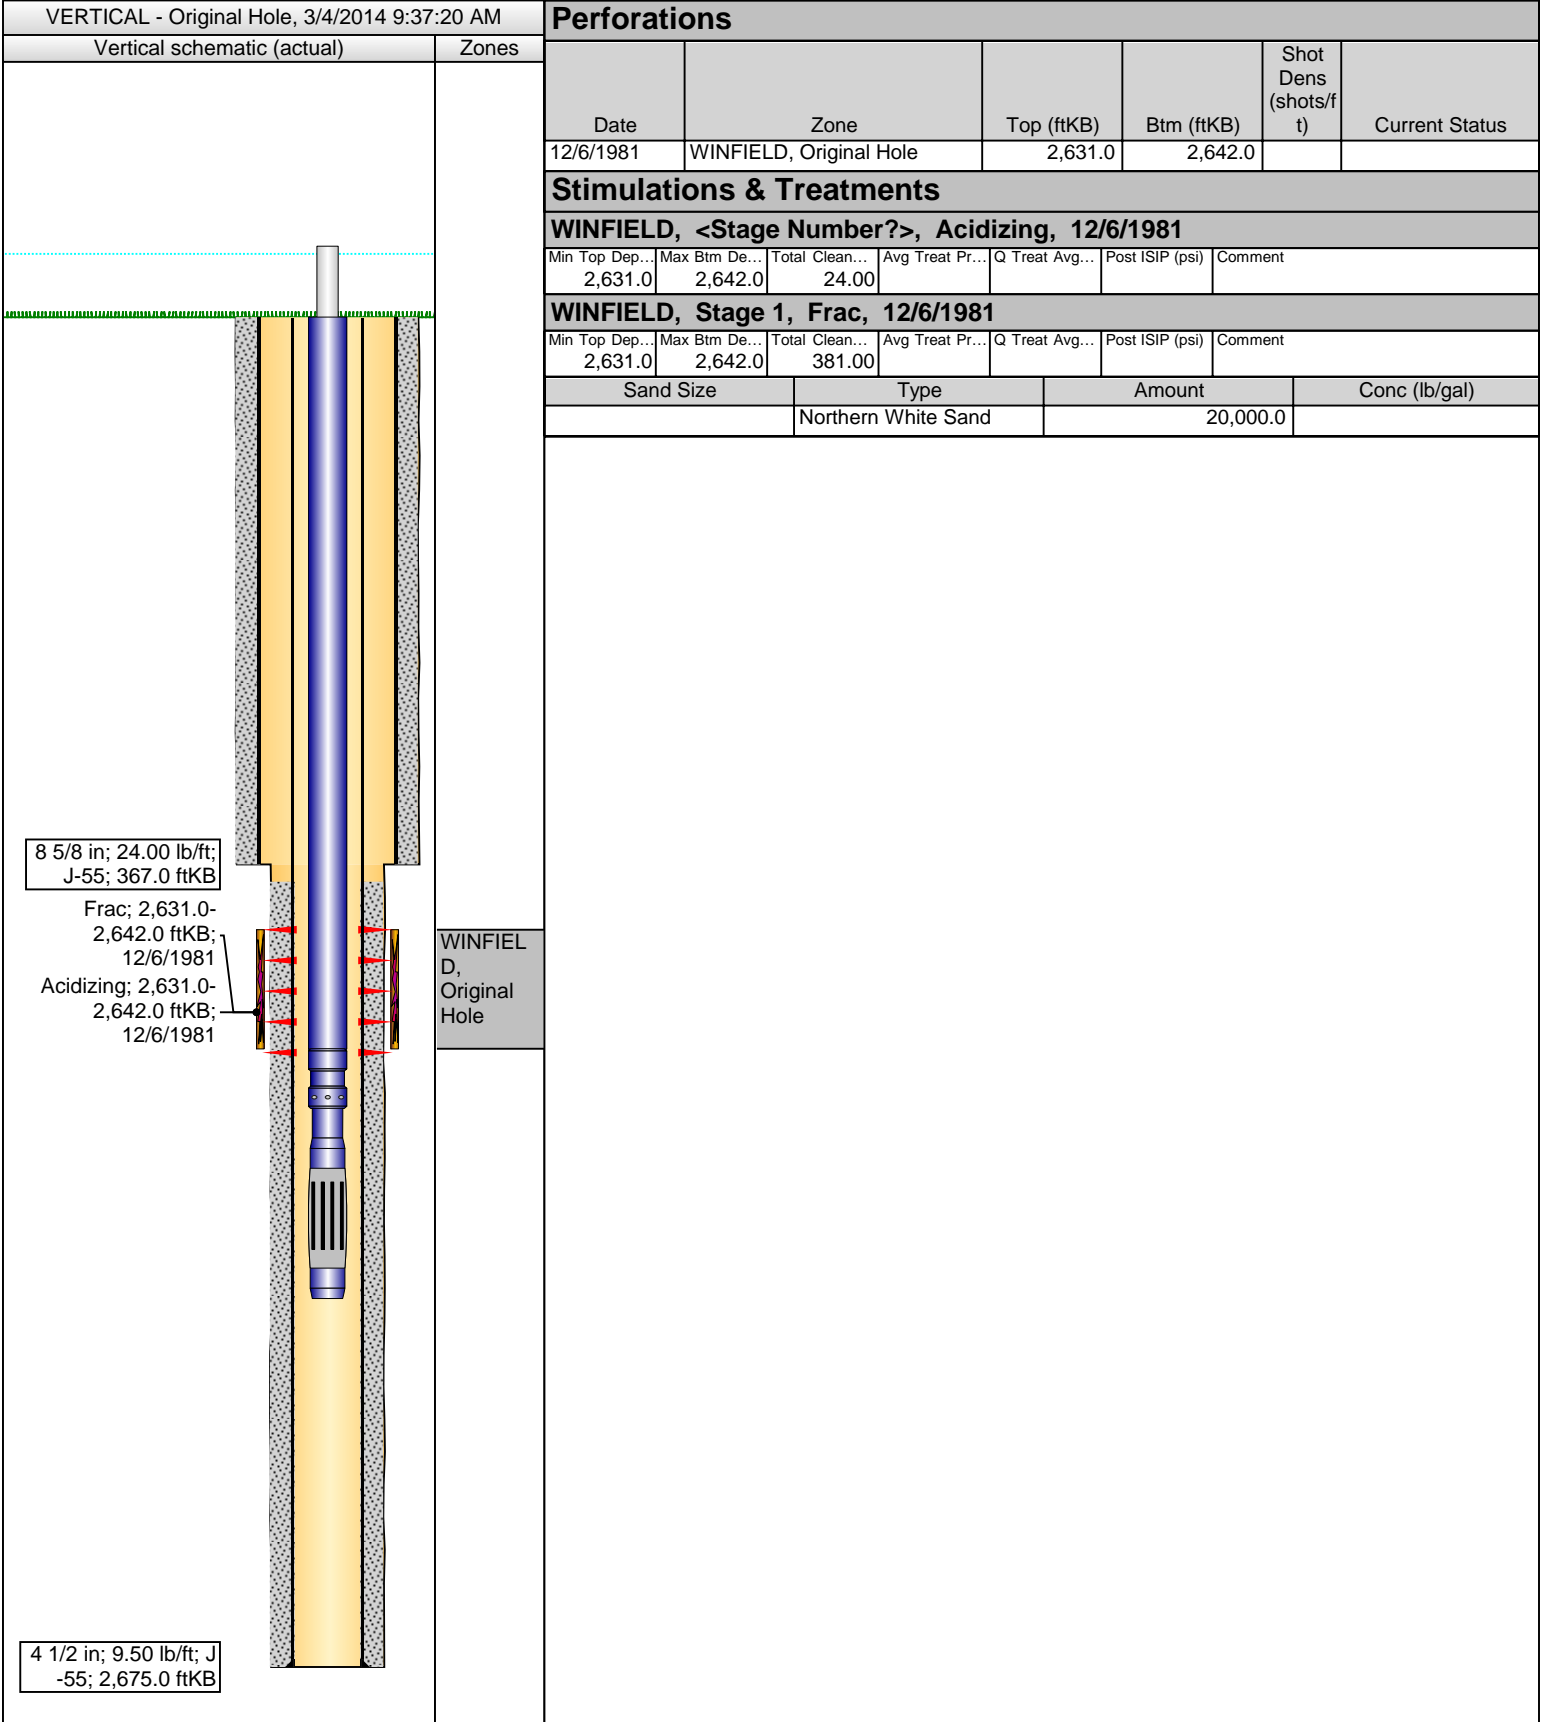 VERTICAL - Original Hole, 3/4/2014 9:37:20 AM
Vertical schematic (actual)
Zones
8 5/8 in; 24.00 lb/ft;
J-55; 367.0 ftKB
Frac; 2,631.0-
2,642.0 ftKB;
12/6/1981
Acidizing; 2,631.0-
2,642.0 ftKB;
12/6/1981
WINFIEL
D,
Original
Hole
4 1/2 in; 9.50 lb/ft; J
-55; 2,675.0 ftKB
Perforations
Date Zone Top (ftKB) Btm (ftKB) Shot
Dens
(shots/f
t) Current Status
12/6/1981 WINFIELD, Original Hole 2,631.0 2,642.0
Stimulations & Treatments
WINFIELD, <Stage Number?>, Acidizing, 12/6/1981
Min Top Dep... Max Btm De... Total Clean... Avg Treat Pr... Q Treat Avg... Post ISIP (psi) Comment
2,631.0 2,642.0 24.00
WINFIELD, Stage 1, Frac, 12/6/1981
Min Top Dep... Max Btm De... Total Clean... Avg Treat Pr... Q Treat Avg... Post ISIP (psi) Comment
2,631.0 2,642.0 381.00
Sand Size Type Amount Conc (lb/gal)
Northern White Sand 20,000.0